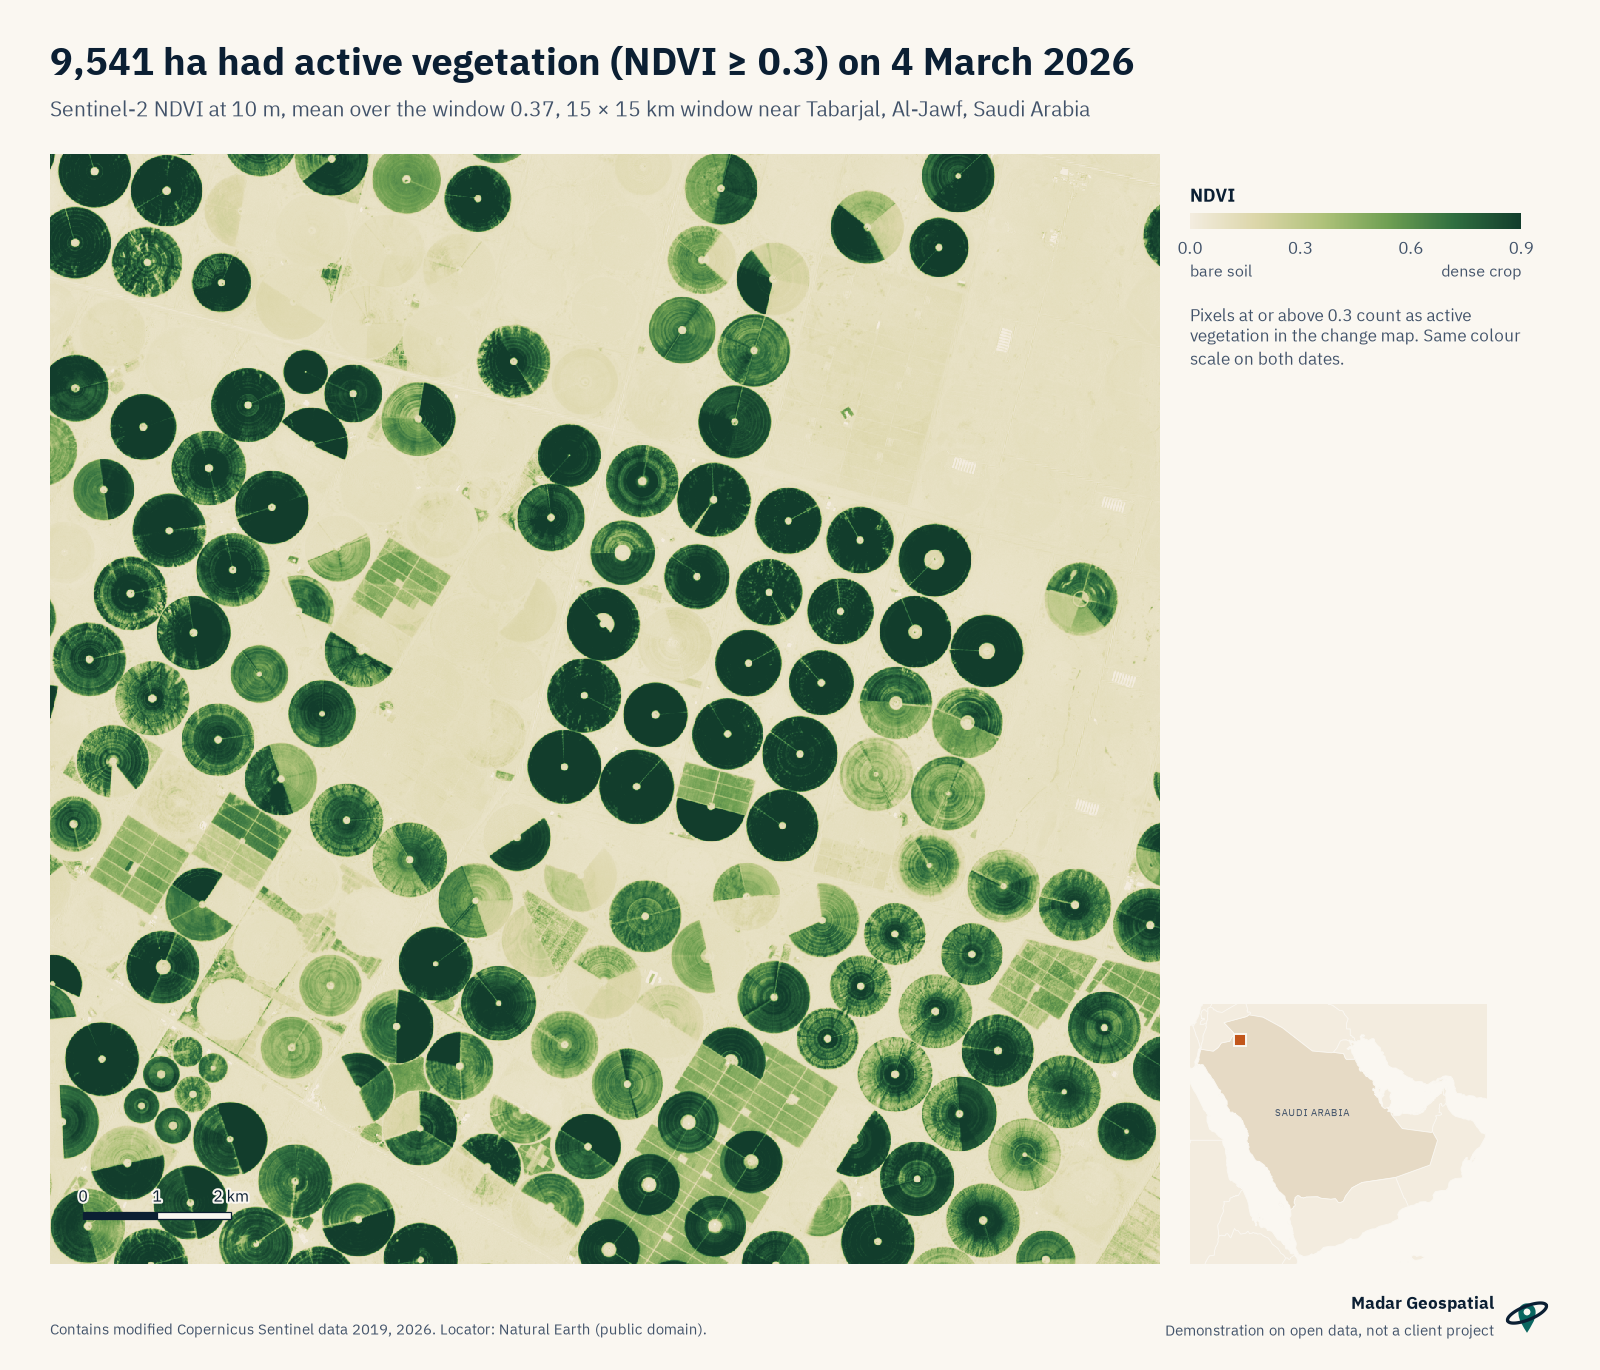 9,541 ha had active vegetation (NDVI ≥ 0.3) on 4 March 2026
Sentinel-2 NDVI at 10 m, mean over the window 0.37, 15 × 15 km window near Tabarjal, Al-Jawf, Saudi Arabia
NDVI
0.0 0.3 0.6 0.9
bare soil dense crop
Pixels at or above 0.3 count as active
vegetation in the change map. Same colour
scale on both dates.
SAUDI ARABIA
0 1 2 km
Madar Geospatial
Contains modified Copernicus Sentinel data 2019, 2026. Locator: Natural Earth (public domain).
Demonstration on open data, not a client project